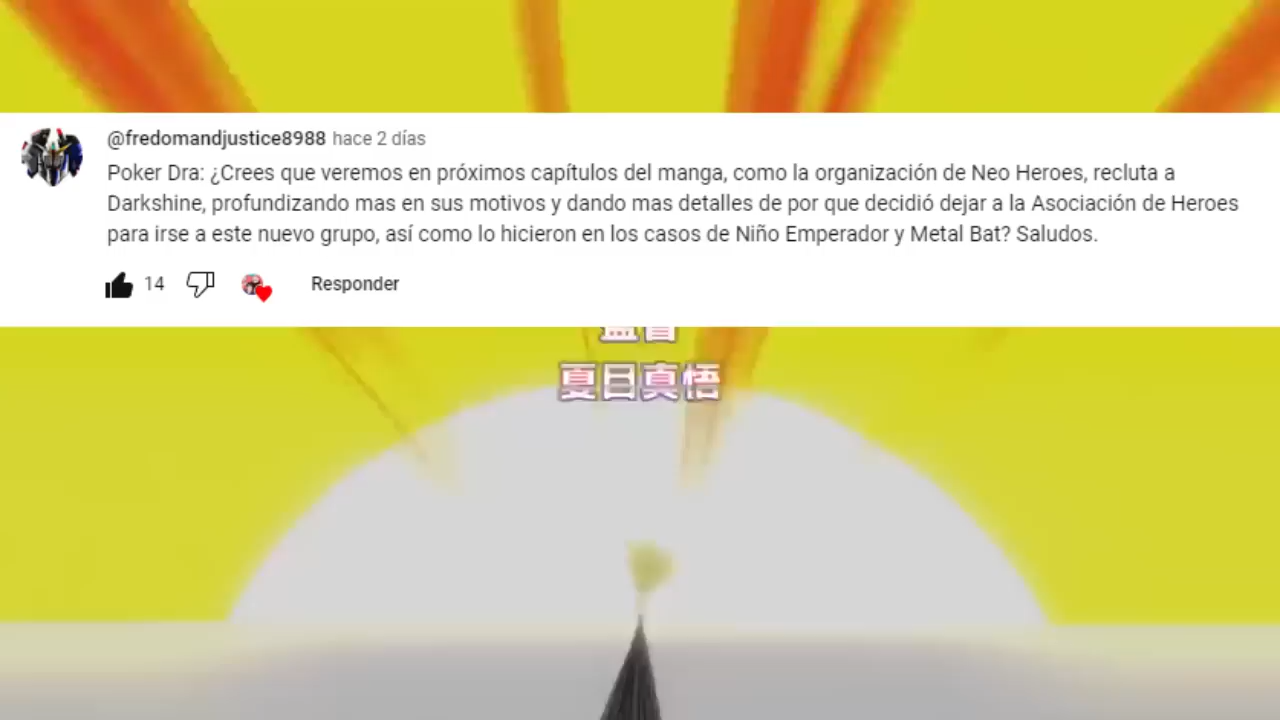 @fredomandjustice8988 hace 2 días
Poker Dra: ¿Crees que veremos en próximos capítulos del manga, como la organización de Neo Heroes, recluta a
Darkshine, profundizando mas en sus motivos y dando mas detalles de por que decidió dejar a la Asociación de Heroes
para irse a este nuevo grupo, así como lo hicieron en los casos de Niño Emperador y Metal Bat? Saludos.
14 Responder
監督
夏目真悟